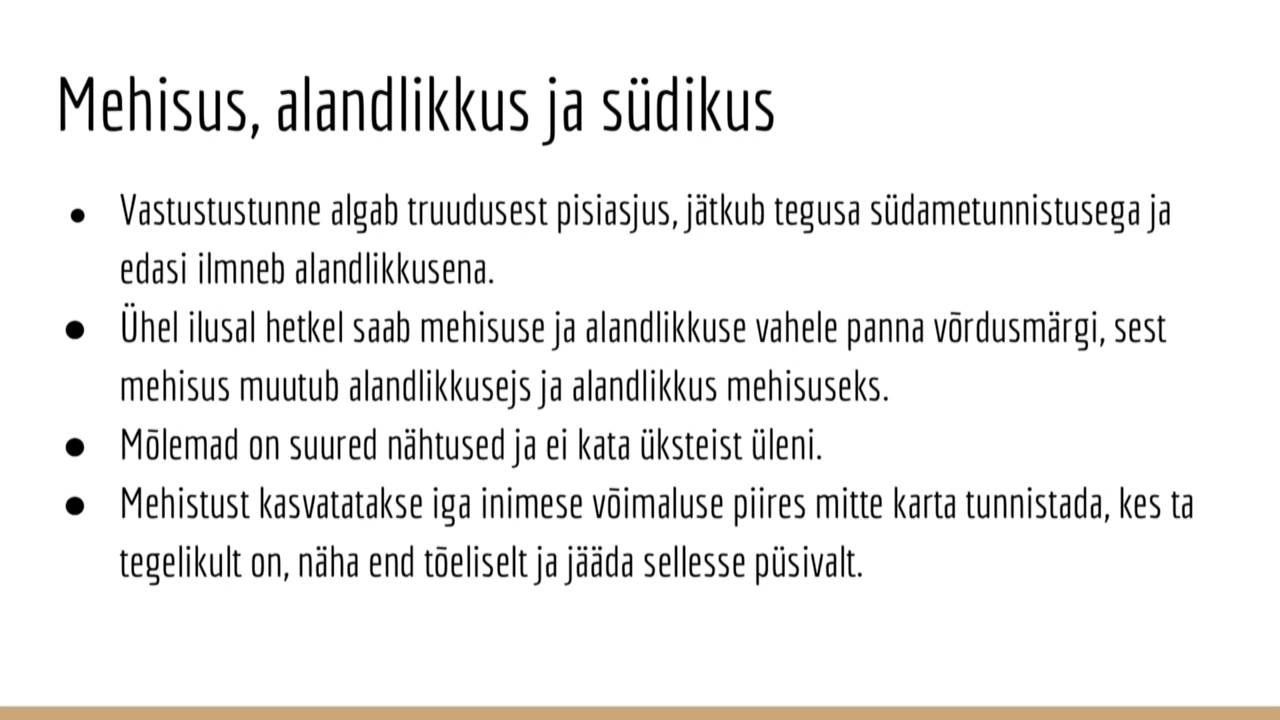 Mehisus, alandlikkus ja südikus
● Vastustustunne algab truudusest pisiasjus, jätkub tegusa südametunnistusega ja
edasi ilmneb alandlikkusena.
● Ühel ilusal hetkel saab mehisuse ja alandlikkuse vahele panna võrdusmärgi, sest
mehisus muutub alandlikkusejs ja alandlikkus mehisuseks.
● Mõlemad on suured nähtused ja ei kata üksteist üleni.
● Mehistust kasvatatakse iga inimese võimaluse piires mitte karta tunnistada, kes ta
tegelikult on, näha end tõeliselt ja jääda sellesse püsivalt.